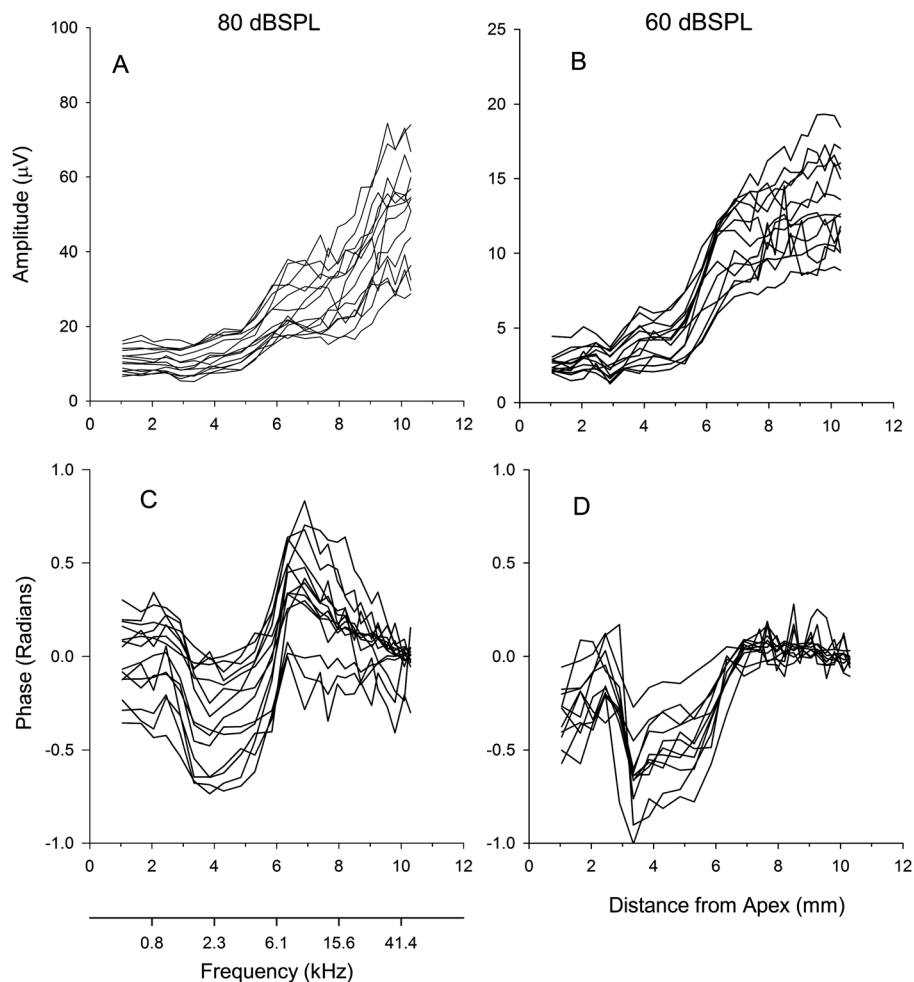 80 dBSPL
60 dBSPL
A
B
100
80
60
40
20
0
25
20
15
10
5
0
Amplitude (μV)
0 2 4 6 8 10 12
0 2 4 6 8 10 12
C
D
1.0
0.5
0.0
-0.5
-1.0
1.0
0.5
0.0
-0.5
-1.0
Phase (Radians)
0 2 4 6 8 10 12
0 2 4 6 8 10 12
Distance from Apex (mm)
0.8 2.3 6.1 15.6 41.4
Frequency (kHz)